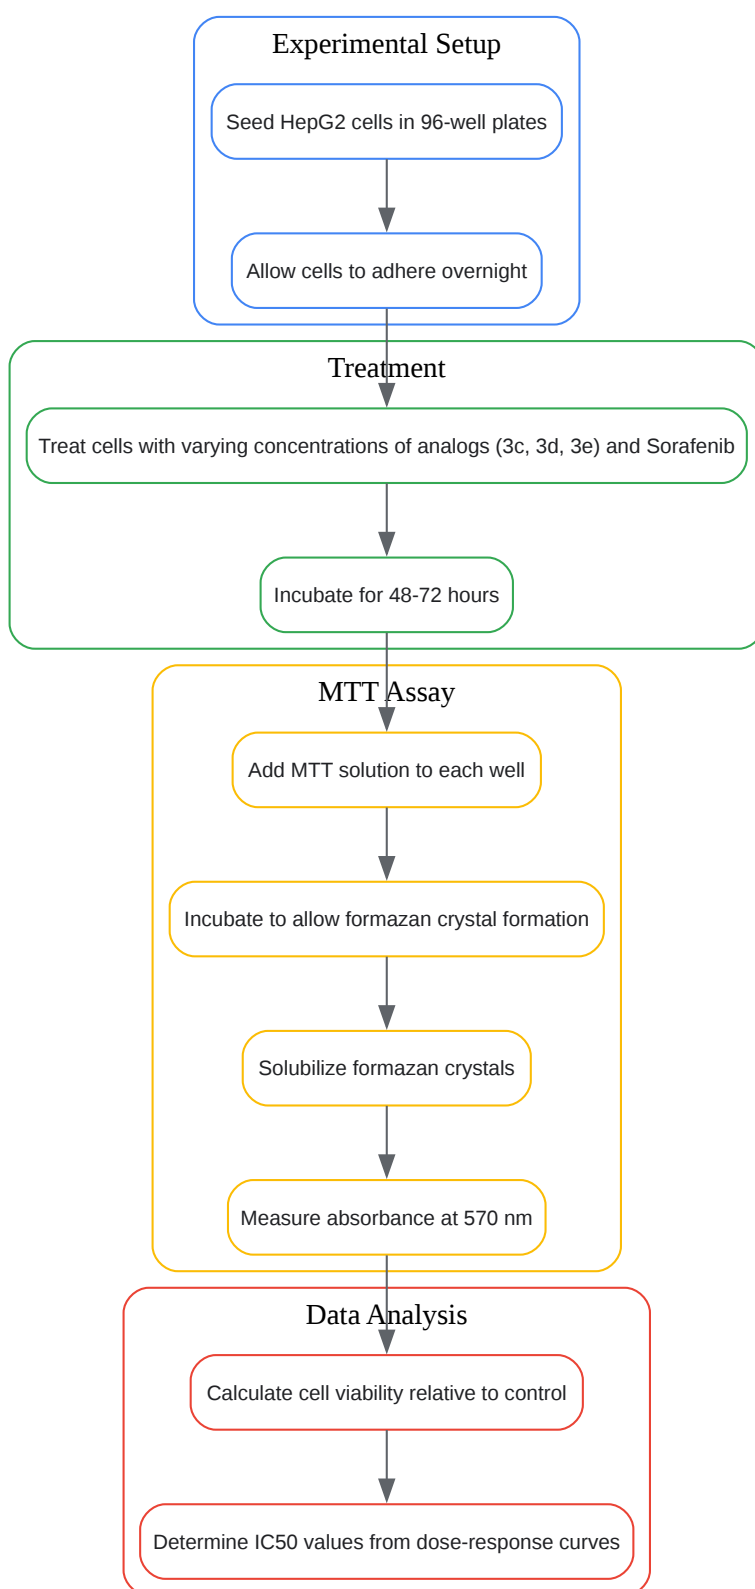 Experimental Setup
Seed HepG2 cells in 96-well plates
Allow cells to adhere overnight
Treatment
Treat cells with varying concentrations of analogs (3c, 3d, 3e) and Sorafenib
Incubate for 48-72 hours
MTT Assay
Add MTT solution to each well
Incubate to allow formazan crystal formation
Solubilize formazan crystals
Measure absorbance at 570 nm
Data Analysis
Calculate cell viability relative to control
Determine IC50 values from dose-response curves